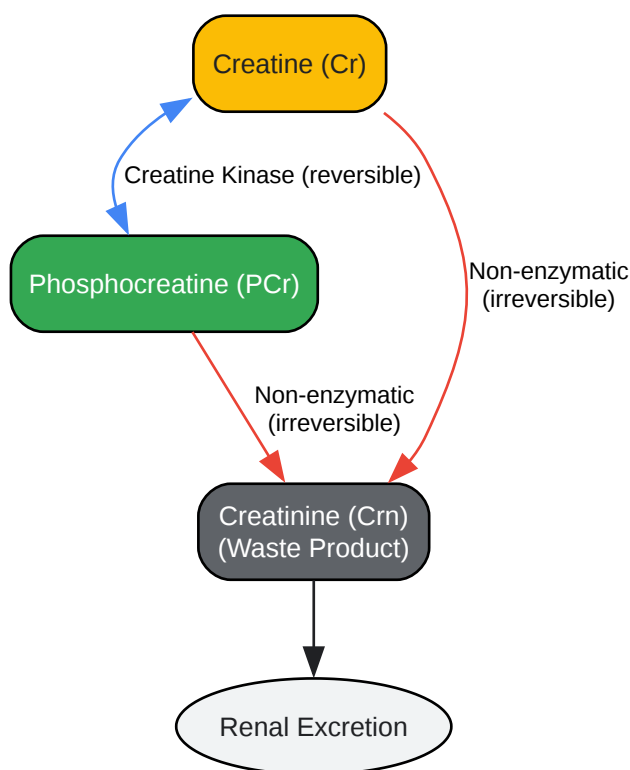 Creatine (Cr)
Creatine Kinase (reversible)
Phosphocreatine (PCr)
Non-enzymatic
(irreversible)
Non-enzymatic
(irreversible)
Creatinine (Crn)
(Waste Product)
Renal Excretion